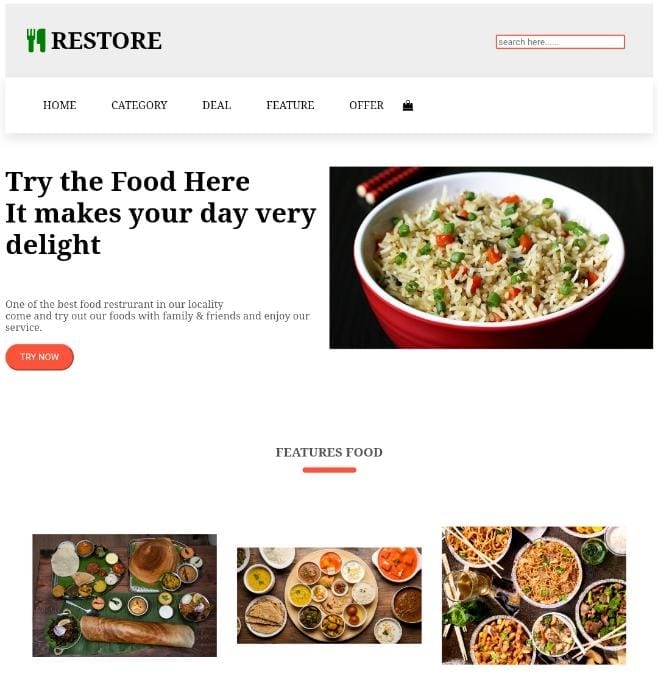 RESTORE
search here......
HOME CATEGORY DEAL FEATURE OFFER
Try the Food Here
It makes your day very
delight
One of the best food restrurant in our locality
come and try out our foods with family & friends and enjoy our
service.
TRY NOW
FEATURES FOOD